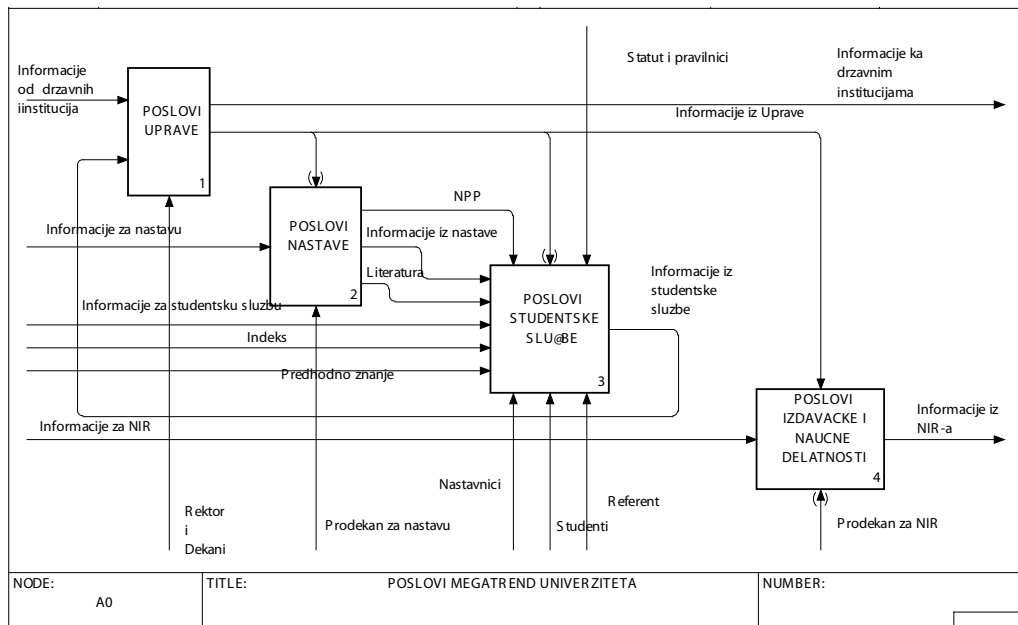 Informacije
od drzavnih
iinstitucija
POSLOVI
UPRAVE
1
Statut i pravilnici
Informacije ka
drzavnim
institucijama
Informacije iz Uprave
Informacije za nastavu
POSLOVI
NASTAVE
2
NPP
Informacije iz nastave
Literatura
Informacije za studentsku sluzbu
Indeks
Predhodno znanje
POSLOVI
STUDENTSKE
SLU@BE
3
Informacije iz
studentske
sluzbe
Informacije za NIR
POSLOVI
IZDAVACKE I
NAUCNE
DELATNOSTI
4
Informacije iz
NIR-a
Rektor
i
Dekani
Prodekan za nastavu
Nastavnici
Studenti
Referent
Prodekan za NIR
NODE:
A0
TITLE:
POSLOVI MEGATREND UNIVERZITETA
NUMBER: